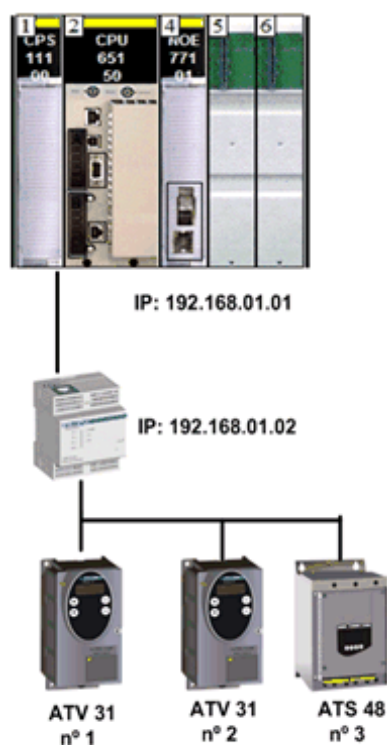 1 2 4 5 6
CPS CPU NOE
111 651 771
00 50 01
IP: 192.168.01.01
IP: 192.168.01.02
ATV 31 ATV 31 ATS 48
nº 1 nº 2 nº 3